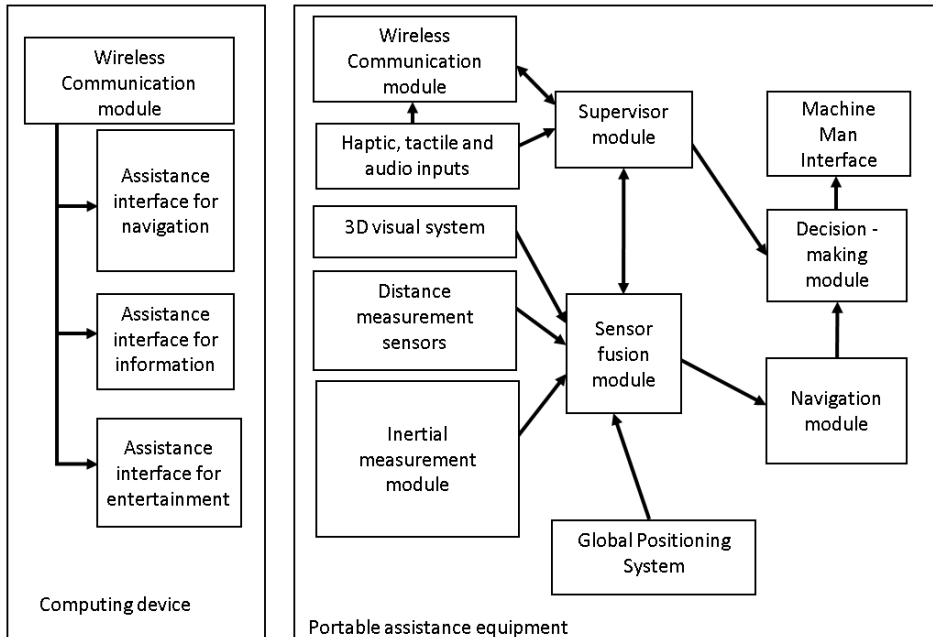 Wireless
Communication
module
Assistance
interface for
navigation
Assistance
interface for
information
Assistance
interface for
entertainment
Computing device
Wireless
Communication
module
Haptic, tactile and
audio inputs
3D visual system
Distance
measurement
sensors
Inertial
measurement
module
Supervisor
module
Sensor
fusion
module
Global Positioning
System
Machine
Man
Interface
Decision -
making
module
Navigation
module
Portable assistance equipment